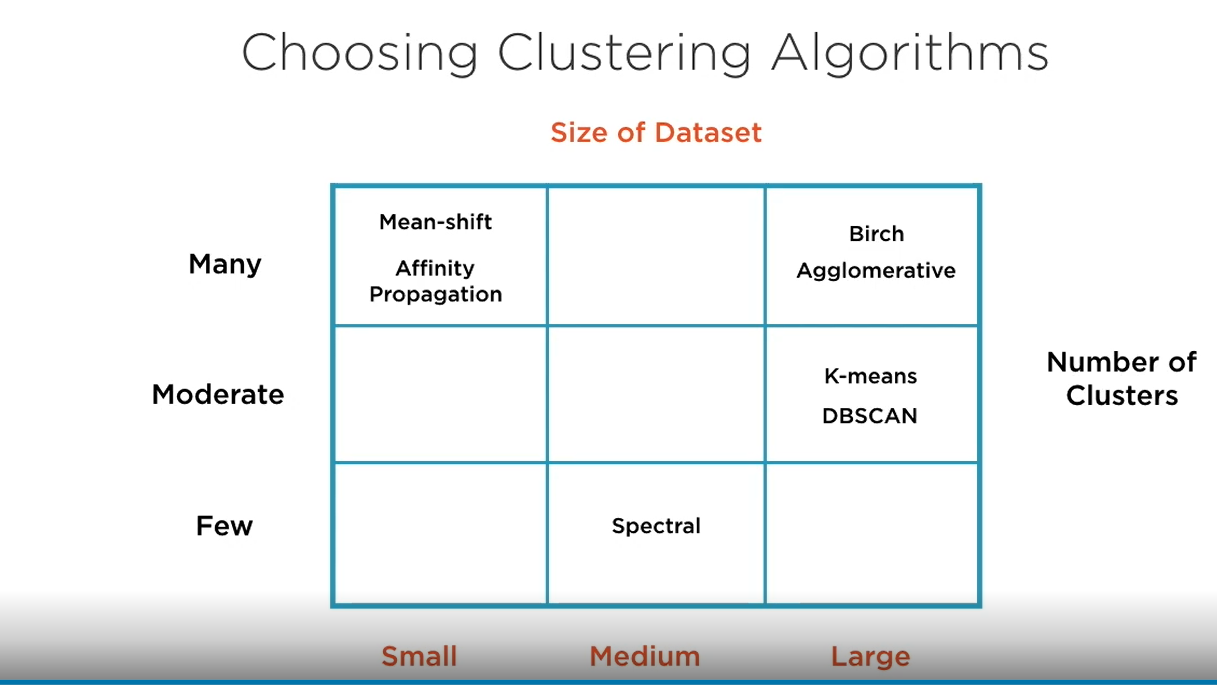 Choosing Clustering Algorithms
Size of Dataset
Many
Mean-shift
Affinity
Propagation
Birch
Agglomerative
Moderate
K-means
DBSCAN
Number of
Clusters
Few
Spectral
Small
Medium
Large